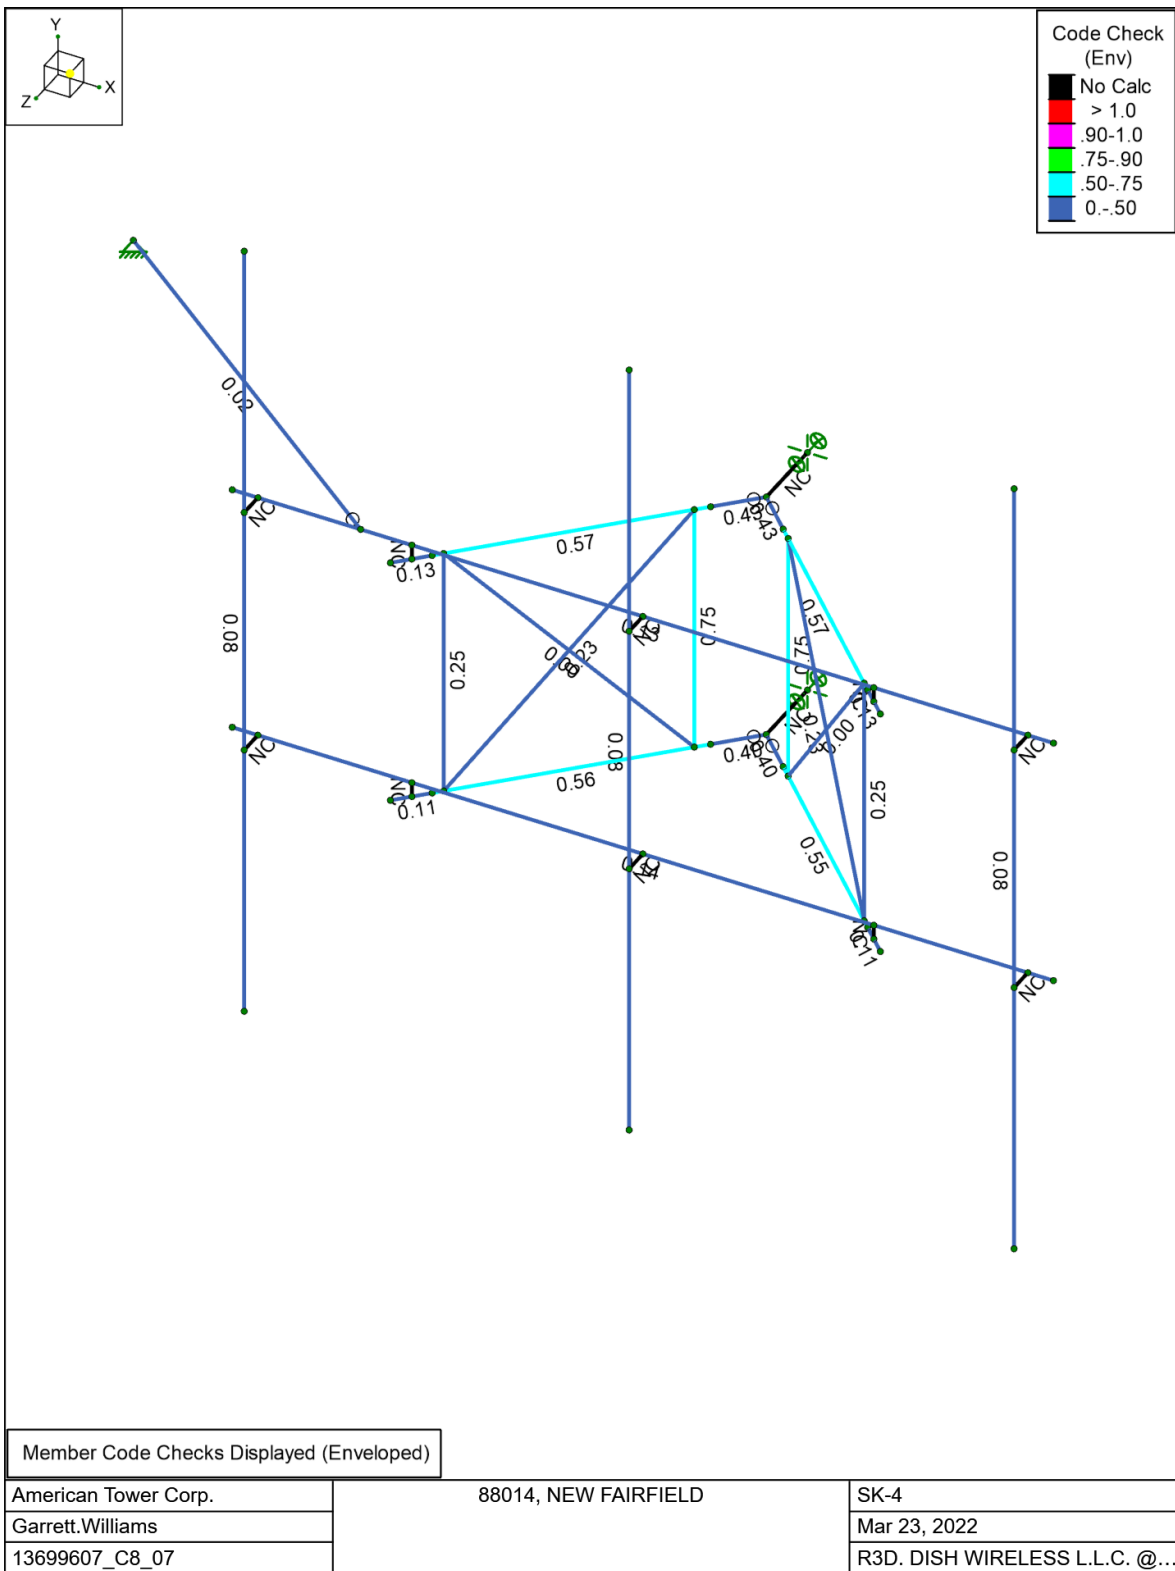 Y
X
Z
Code Check
(Env)
No Calc
> 1.0
.90-1.0
.75-.90
.50-.75
0.-.50
0.02
NC
NC
0.43
NC
0.57
0.13
0.57
0.08
0.75
0.75
0.25
0.23
NC
0.08
0.00
0.25
NC
NC
NC
0.40
0.56
0.11
0.55
0.08
NC
0.11
NC
Member Code Checks Displayed (Enveloped)
American Tower Corp.
88014, NEW FAIRFIELD
SK-4
Garrett.Williams
Mar 23, 2022
13699607_C8_07
R3D. DISH WIRELESS L.L.C. @...